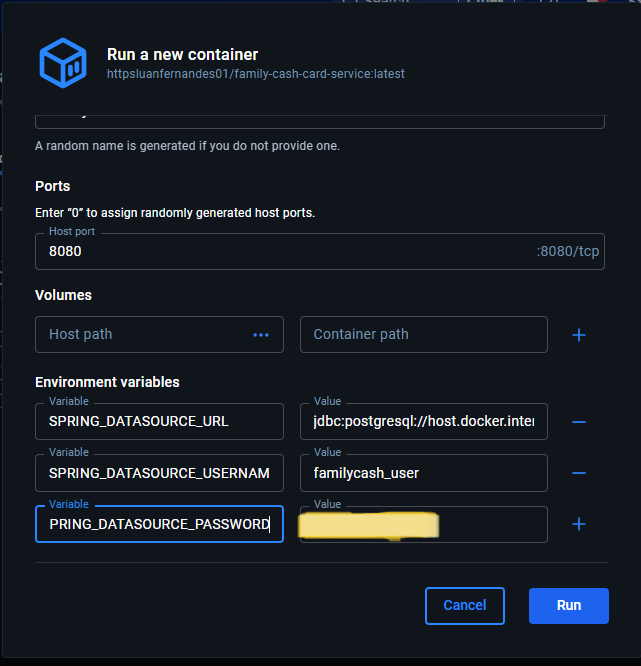 Run a new container
httpsluanfernandes01/family-cash-card-service:latest
A random name is generated if you do not provide one.
Ports
Enter “0” to assign randomly generated host ports.
Host port
8080 :8080/tcp
Volumes
Host path ••• Container path +
Environment variables
Variable Value
SPRING_DATASOURCE_URL jdbc:postgresql://host.docker.inter
Variable Value
SPRING_DATASOURCE_USERNAM familycash_user
Variable Value
PRING_DATASOURCE_PASSWORD
Cancel Run